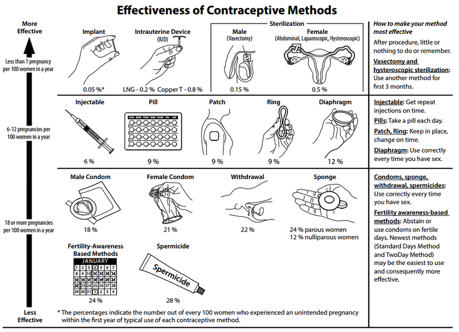 Effectiveness of Contraceptive Methods
More
Effective
Less than 1 pregnancy
per 100 women in a year
Implant
0.05 %*
Intrauterine Device
(IUD)
LNG - 0.2 % Copper T - 0.8 %
Sterilization
Male
(Vasectomy)
0.15 %
Female
(Abdominal, Laparoscopic, Hysteroscopic)
0.5 %
How to make your method
most effective
After procedure, little or
nothing to do or remember.
Vasectomy and
hysteroscopic sterilization:
Use another method for
first 3 months.
6-12 pregnancies per
100 women in a year
Injectable
6 %
Pill
9 %
Patch
9 %
Ring
9 %
Diaphragm
12 %
Injectable: Get repeat
injections on time.
Pills: Take a pill each day.
Patch, Ring: Keep in place,
change on time.
Diaphragm: Use correctly
every time you have sex.
18 or more pregnancies
per 100 women in a year
Male Condom
18 %
Female Condom
21 %
Withdrawal
22 %
Sponge
24 % parous women
12 % nulliparous women
Condoms, sponge,
withdrawal, spermicides:
Use correctly every time
you have sex.
Fertility awareness-based
methods: Abstain or
use condoms on fertile
days. Newest methods
(Standard Days Method
and TwoDay Method)
may be the easiest to use
and consequently more
effective.
Fertility-Awareness
Based Methods
JANUARY
24 %
Spermicide
Spermicide
28 %
Less
Effective
* The percentages indicate the number out of every 100 women who experienced an unintended pregnancy
within the first year of typical use of each contraceptive method.